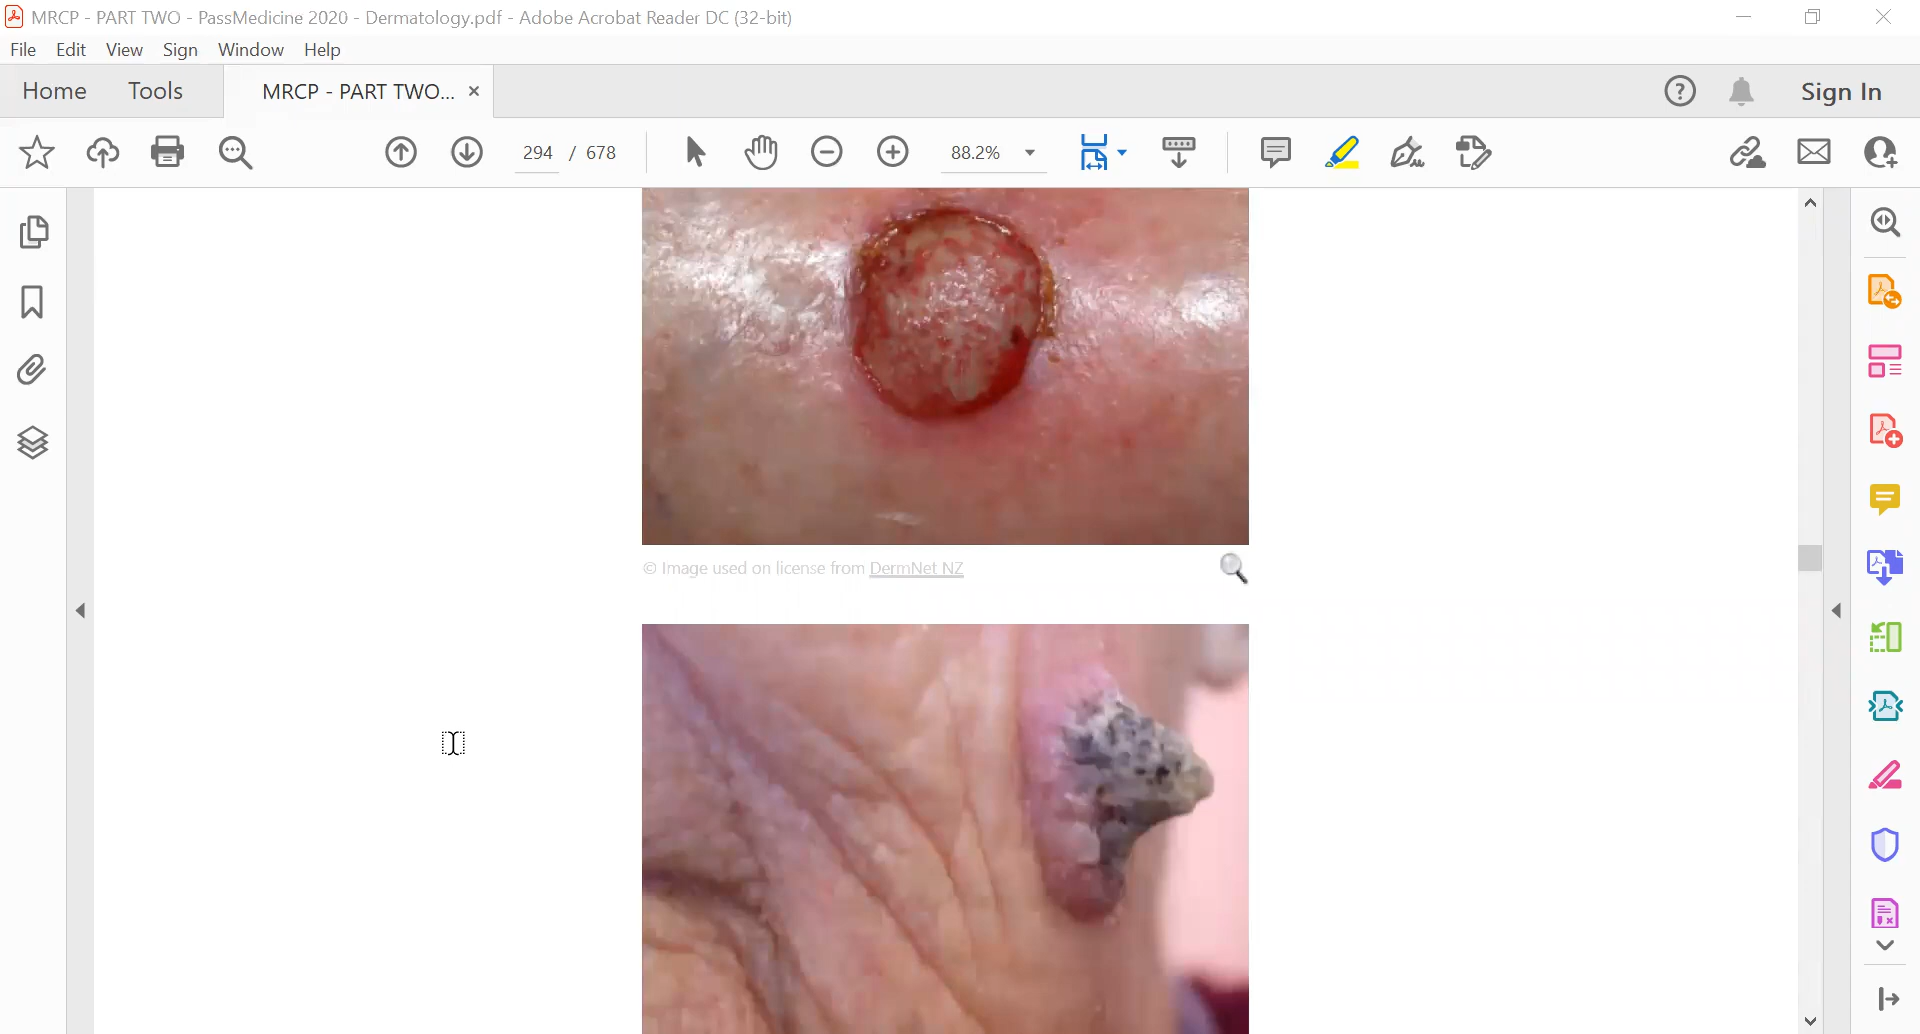 MRCP - PART TWO - PassMedicine 2020 - Dermatology.pdf - Adobe Acrobat Reader DC (32-bit)
File Edit View Sign Window Help
Home Tools MRCP - PART TWO... × Sign In
294 / 678 88.2%
© Image used on license from DermNet NZ